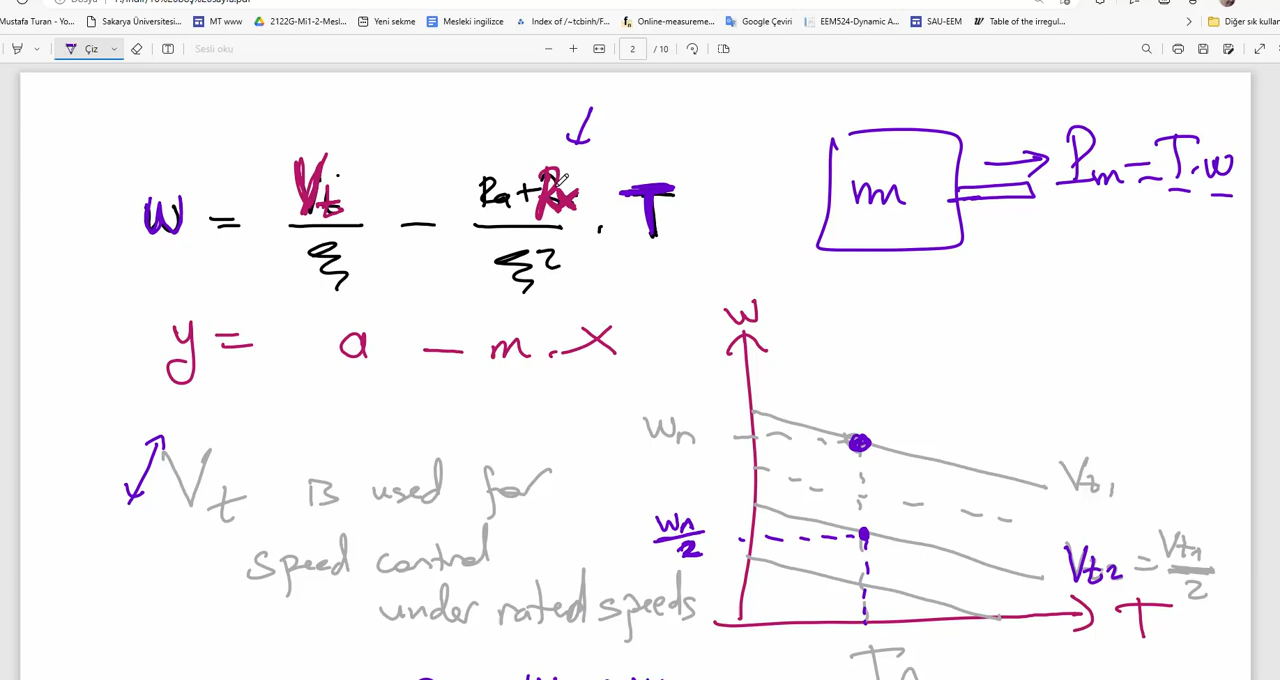 Mustafa Turan - Yo...
Sakarya Üniversitesi...
MT www
2122G-Mi1-2-Mesl...
Yeni sekme
Mesleki ingilizce
Index of /~tcbinh/F...
Online-measureme...
Google Çeviri
EEM524-Dynamic A...
SAU-EEM
Table of the irregul...
Diğer sık kullan
Çiz
Sesli oku
2 / 10
w = Vt/ξ - Ra+Rx/ξ² . T
m → Pm = T.w
y = a - m . x
w
Wn
Vt1
Vt is used for
speed control
under rated speeds
Wn/2
Vt2 = Vt1/2
T
Tn